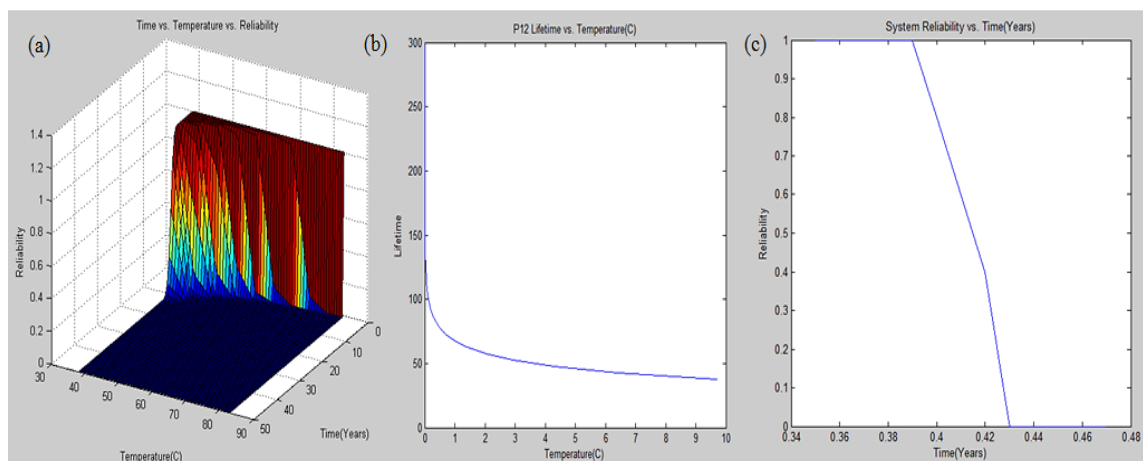 (a)
Time vs. Temperature vs. Reliability
1.4
1.2
1
0.8
0.6
0.4
0.2
0
Reliability
30
40
50
60
70
80
90
Temperature(C)
50
40
30
20
10
0
Time(Years)
(b)
P12 Lifetime vs. Temperature(C)
300
250
200
150
100
50
0
Lifetime
0 1 2 3 4 5 6 7 8 9 10
Temperature(C)
(c)
System Reliability vs. Time(Years)
1
0.9
0.8
0.7
0.6
0.5
0.4
0.3
0.2
0.1
0
Reliability
0.34 0.36 0.38 0.4 0.42 0.44 0.46 0.48
Time(Years)